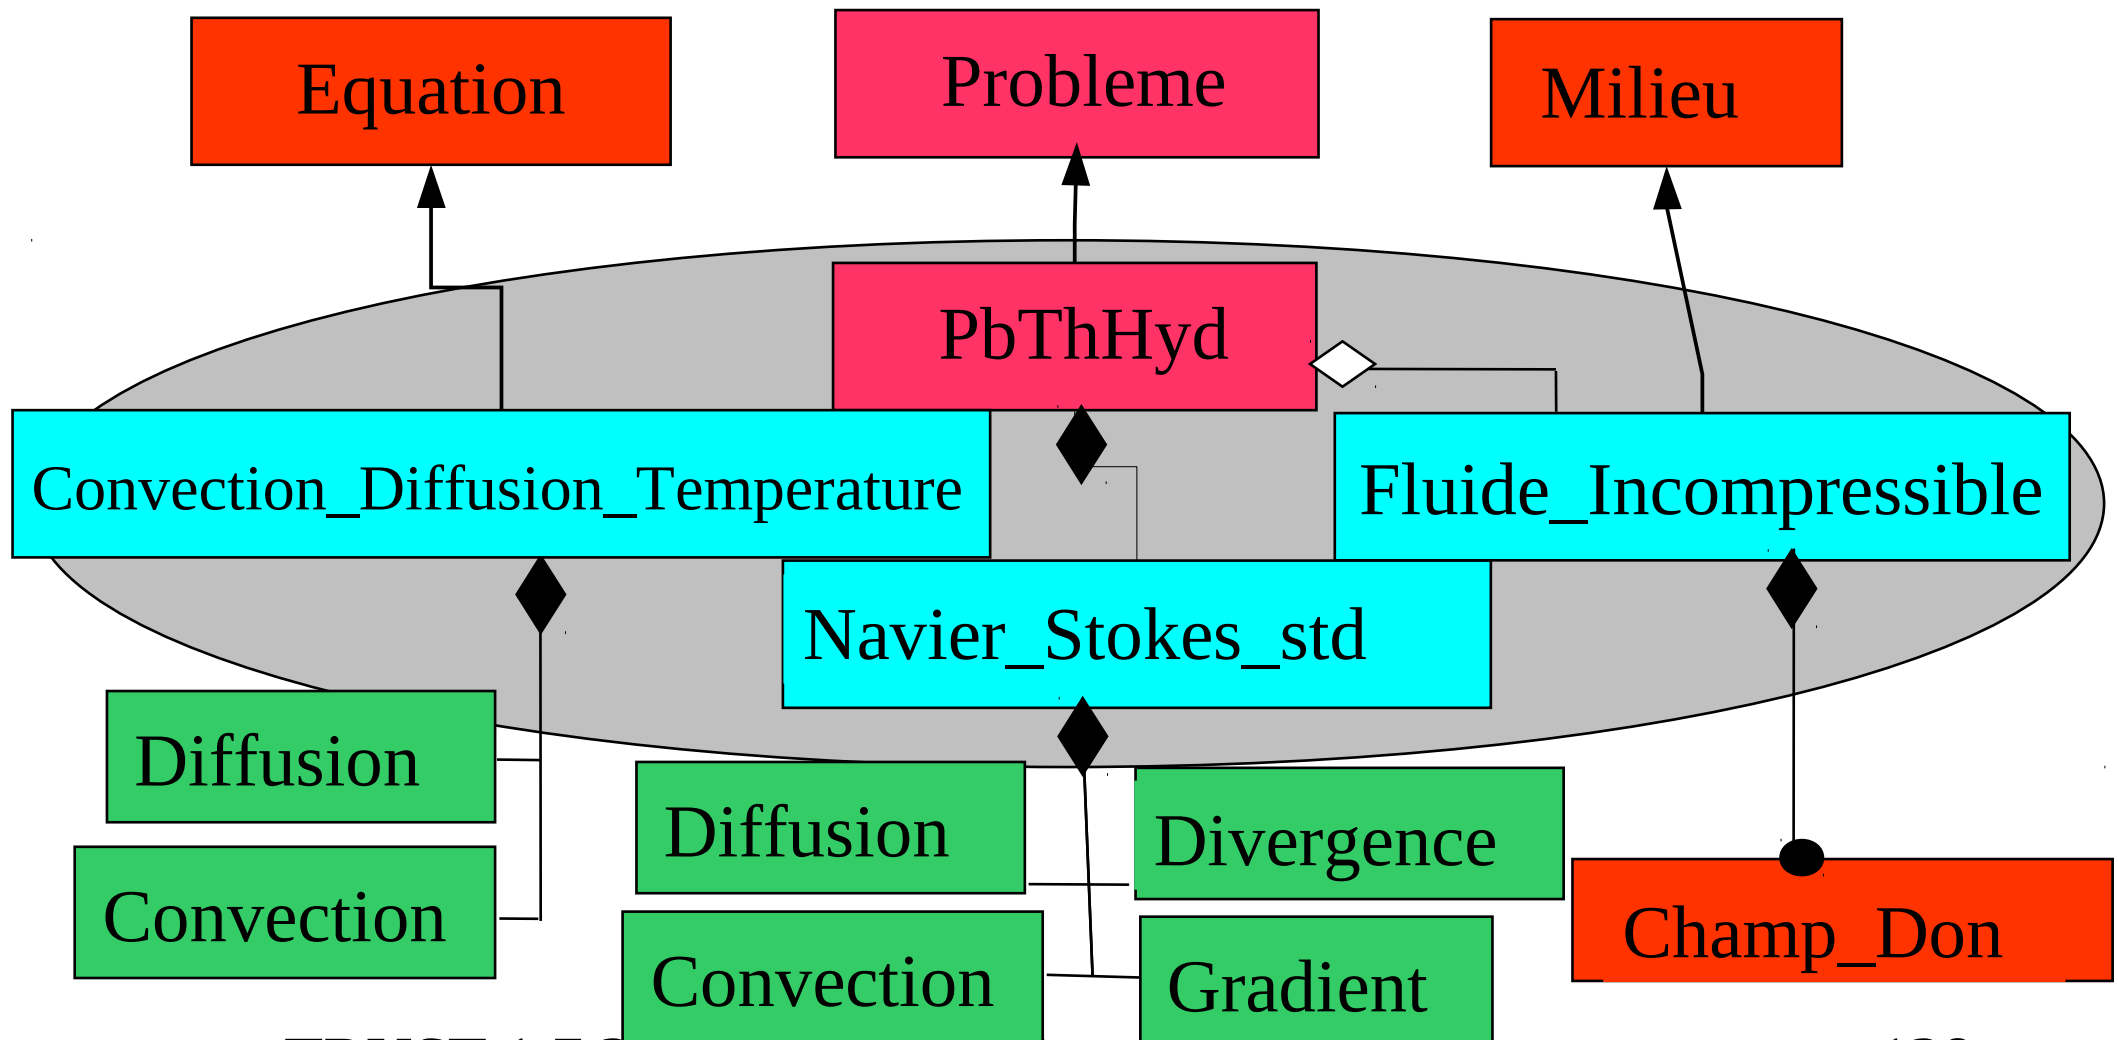 Equation
Probleme
Milieu
PbThHyd
Convection_Diffusion_Temperature
Fluide_Incompressible
Navier_Stokes_std
Diffusion
Diffusion
Divergence
Convection
Champ_Don
Convection
Gradient